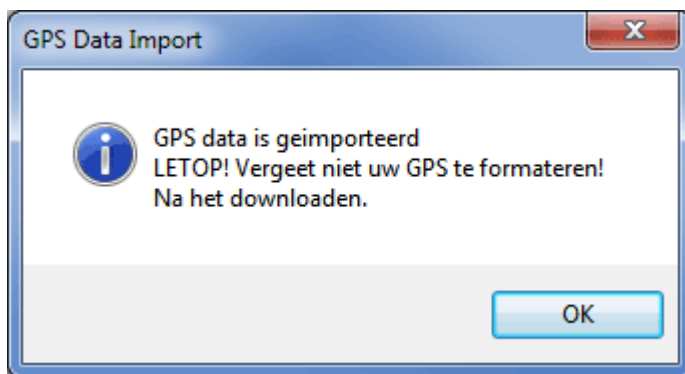 GPS Data Import
GPS data is geimporteerd
LETOP! Vergeet niet uw GPS te formateren!
Na het downloaden.
OK